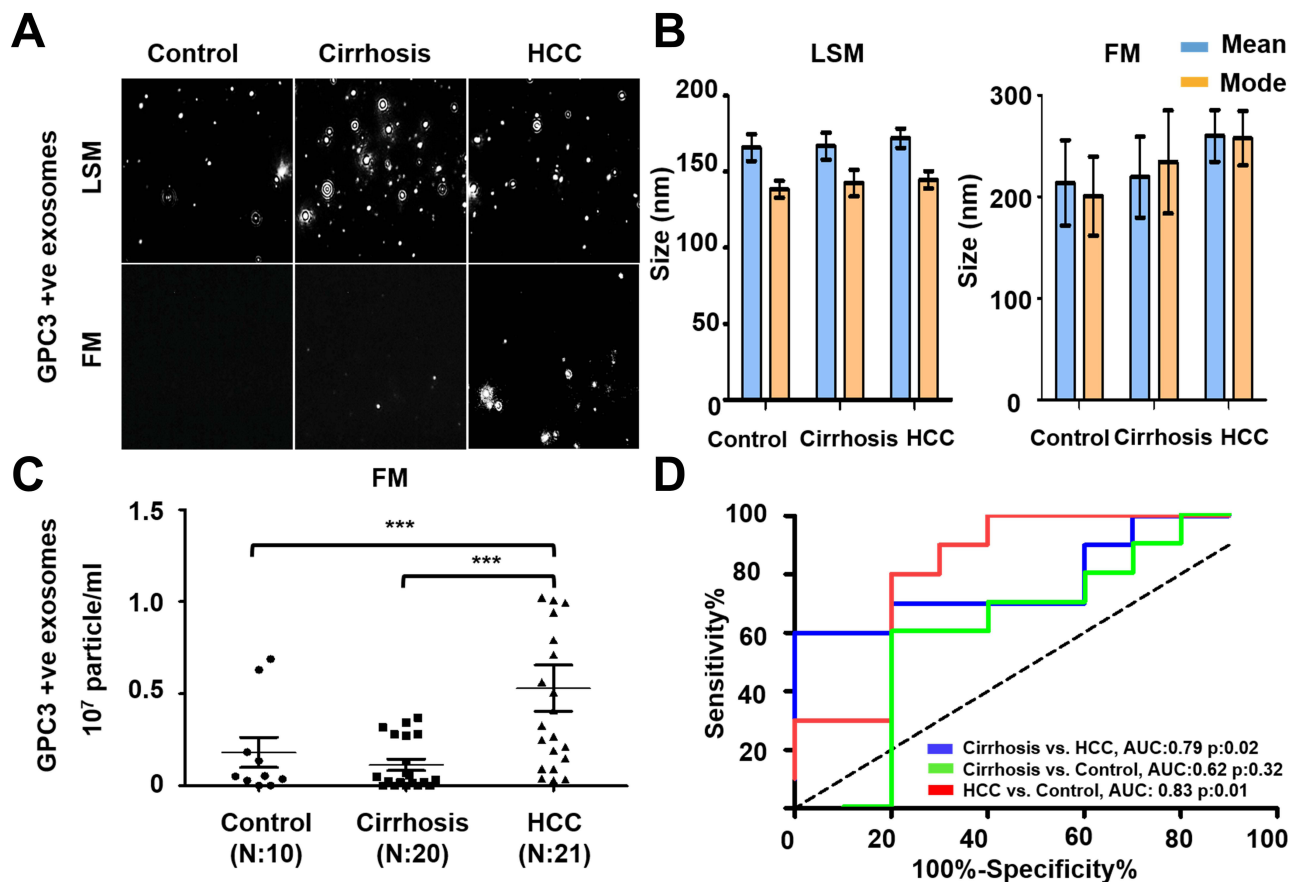 A
Control
Cirrhosis
HCC
GPC3 +ve exosomes
LSM
FM
B
LSM
FM
Mean
Mode
Size (nm)
200
150
100
50
0
Control
Cirrhosis
HCC
Size (nm)
300
200
100
0
Control
Cirrhosis
HCC
C
FM
GPC3 +ve exosomes
10⁷ particle/ml
1.5
1.0
0.5
0
***
***
Control
(N:10)
Cirrhosis
(N:20)
HCC
(N:21)
D
Sensitivity%
100
80
60
40
20
Cirrhosis vs. HCC, AUC:0.79 p:0.02
Cirrhosis vs. Control, AUC:0.62 p:0.32
HCC vs. Control, AUC: 0.83 p:0.01
0
20
40
60
80
100
100%-Specificity%